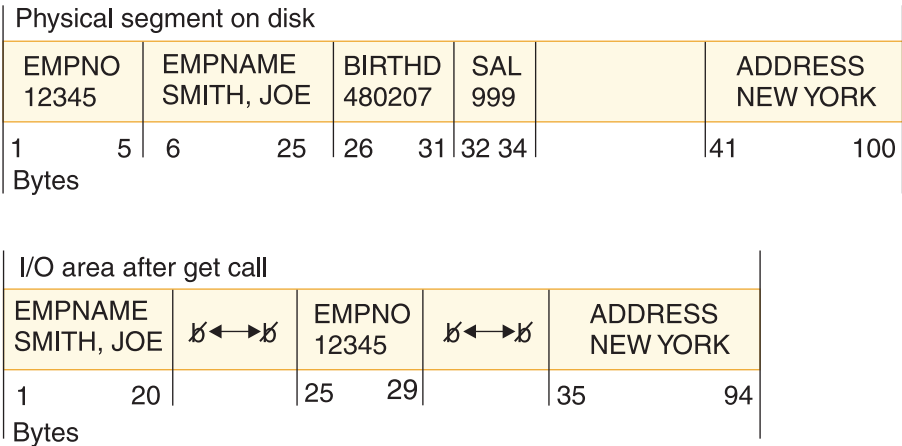 Physical segment on disk
EMPNO EMPNAME BIRTHD SAL ADDRESS
12345 SMITH, JOE 480207 999 NEW YORK
1 5 6 25 26 31 32 34 41 100
Bytes
I/O area after get call
EMPNAME EMPNO ADDRESS
SMITH, JOE b̸↔b̸ 12345 b̸↔b̸ NEW YORK
1 20 25 29 35 94
Bytes